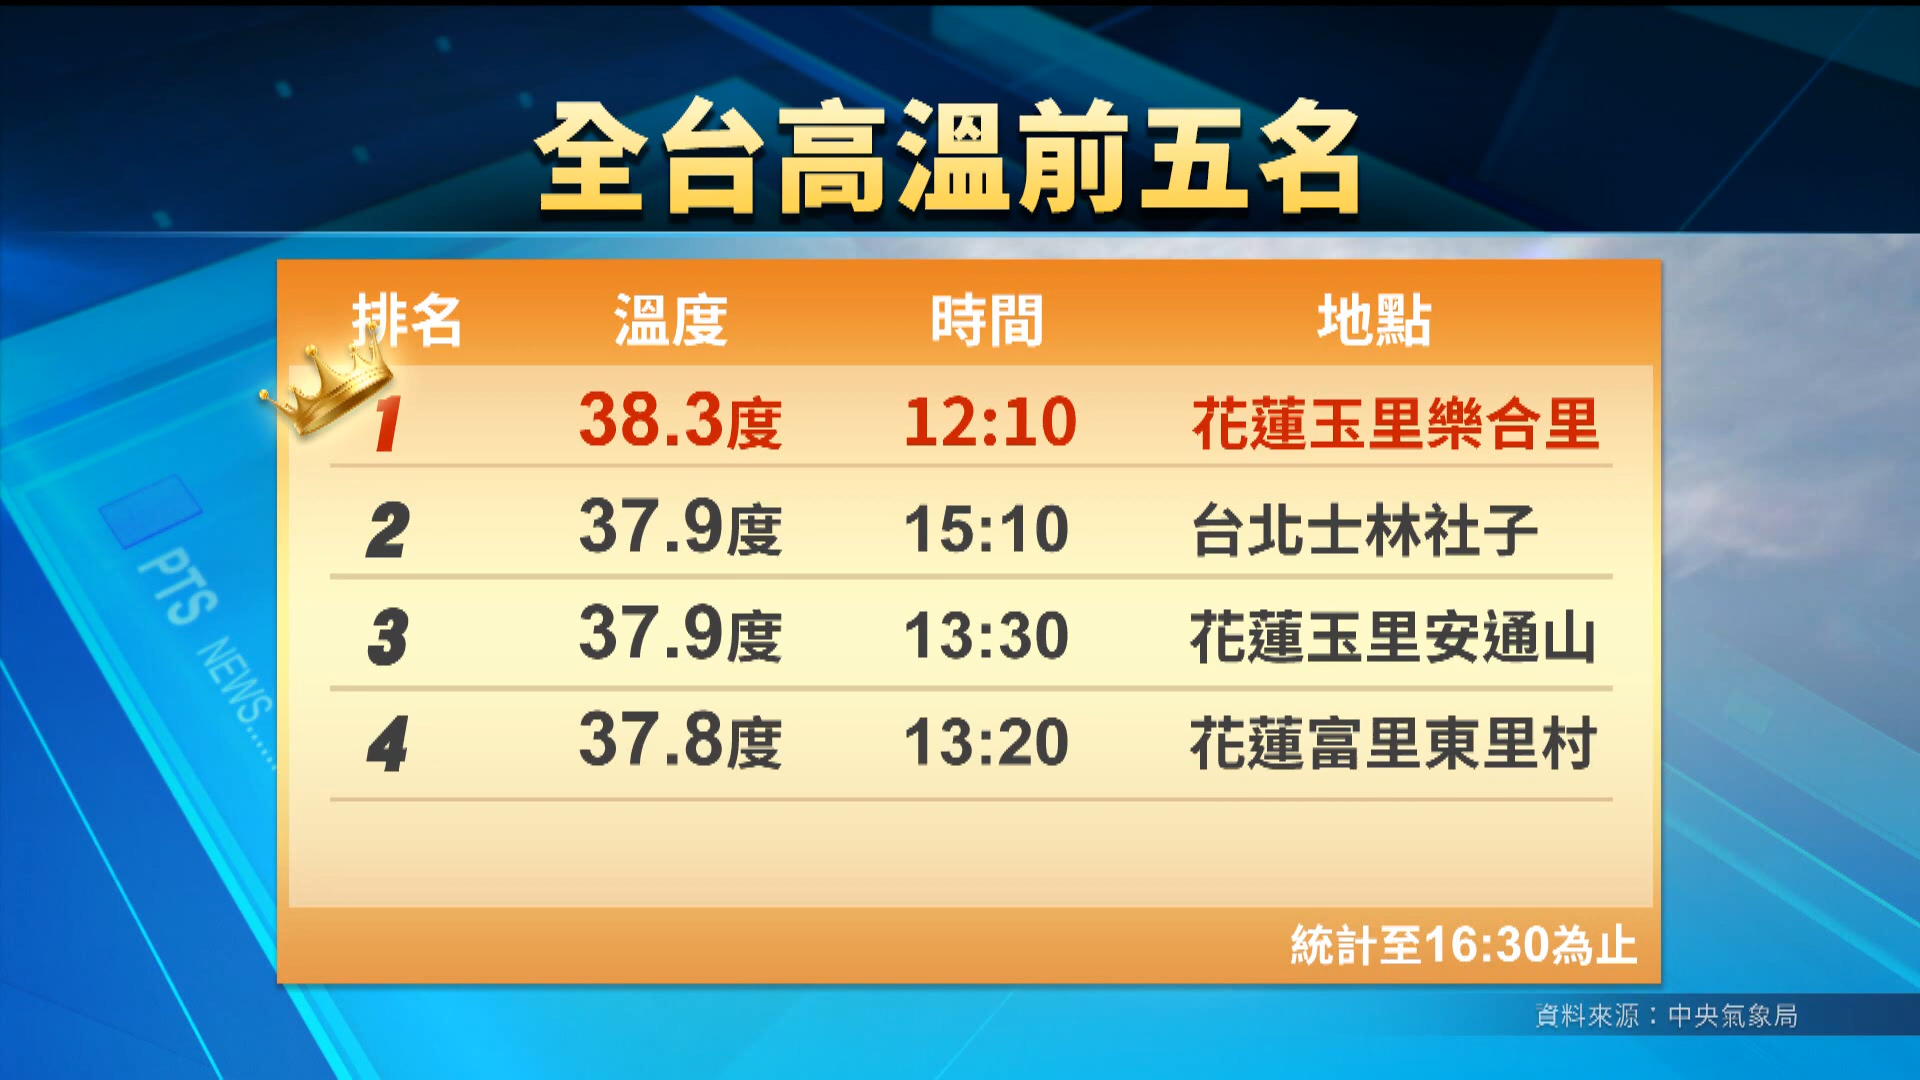 全台高溫前五名
排名 溫度 時間 地點
1 38.3度 12:10 花蓮玉里樂合里
2 37.9度 15:10 台北士林社子
3 37.9度 13:30 花蓮玉里安通山
4 37.8度 13:20 花蓮富里東里村
統計至16:30為止
資料來源：中央氣象局
PTS NEWS......